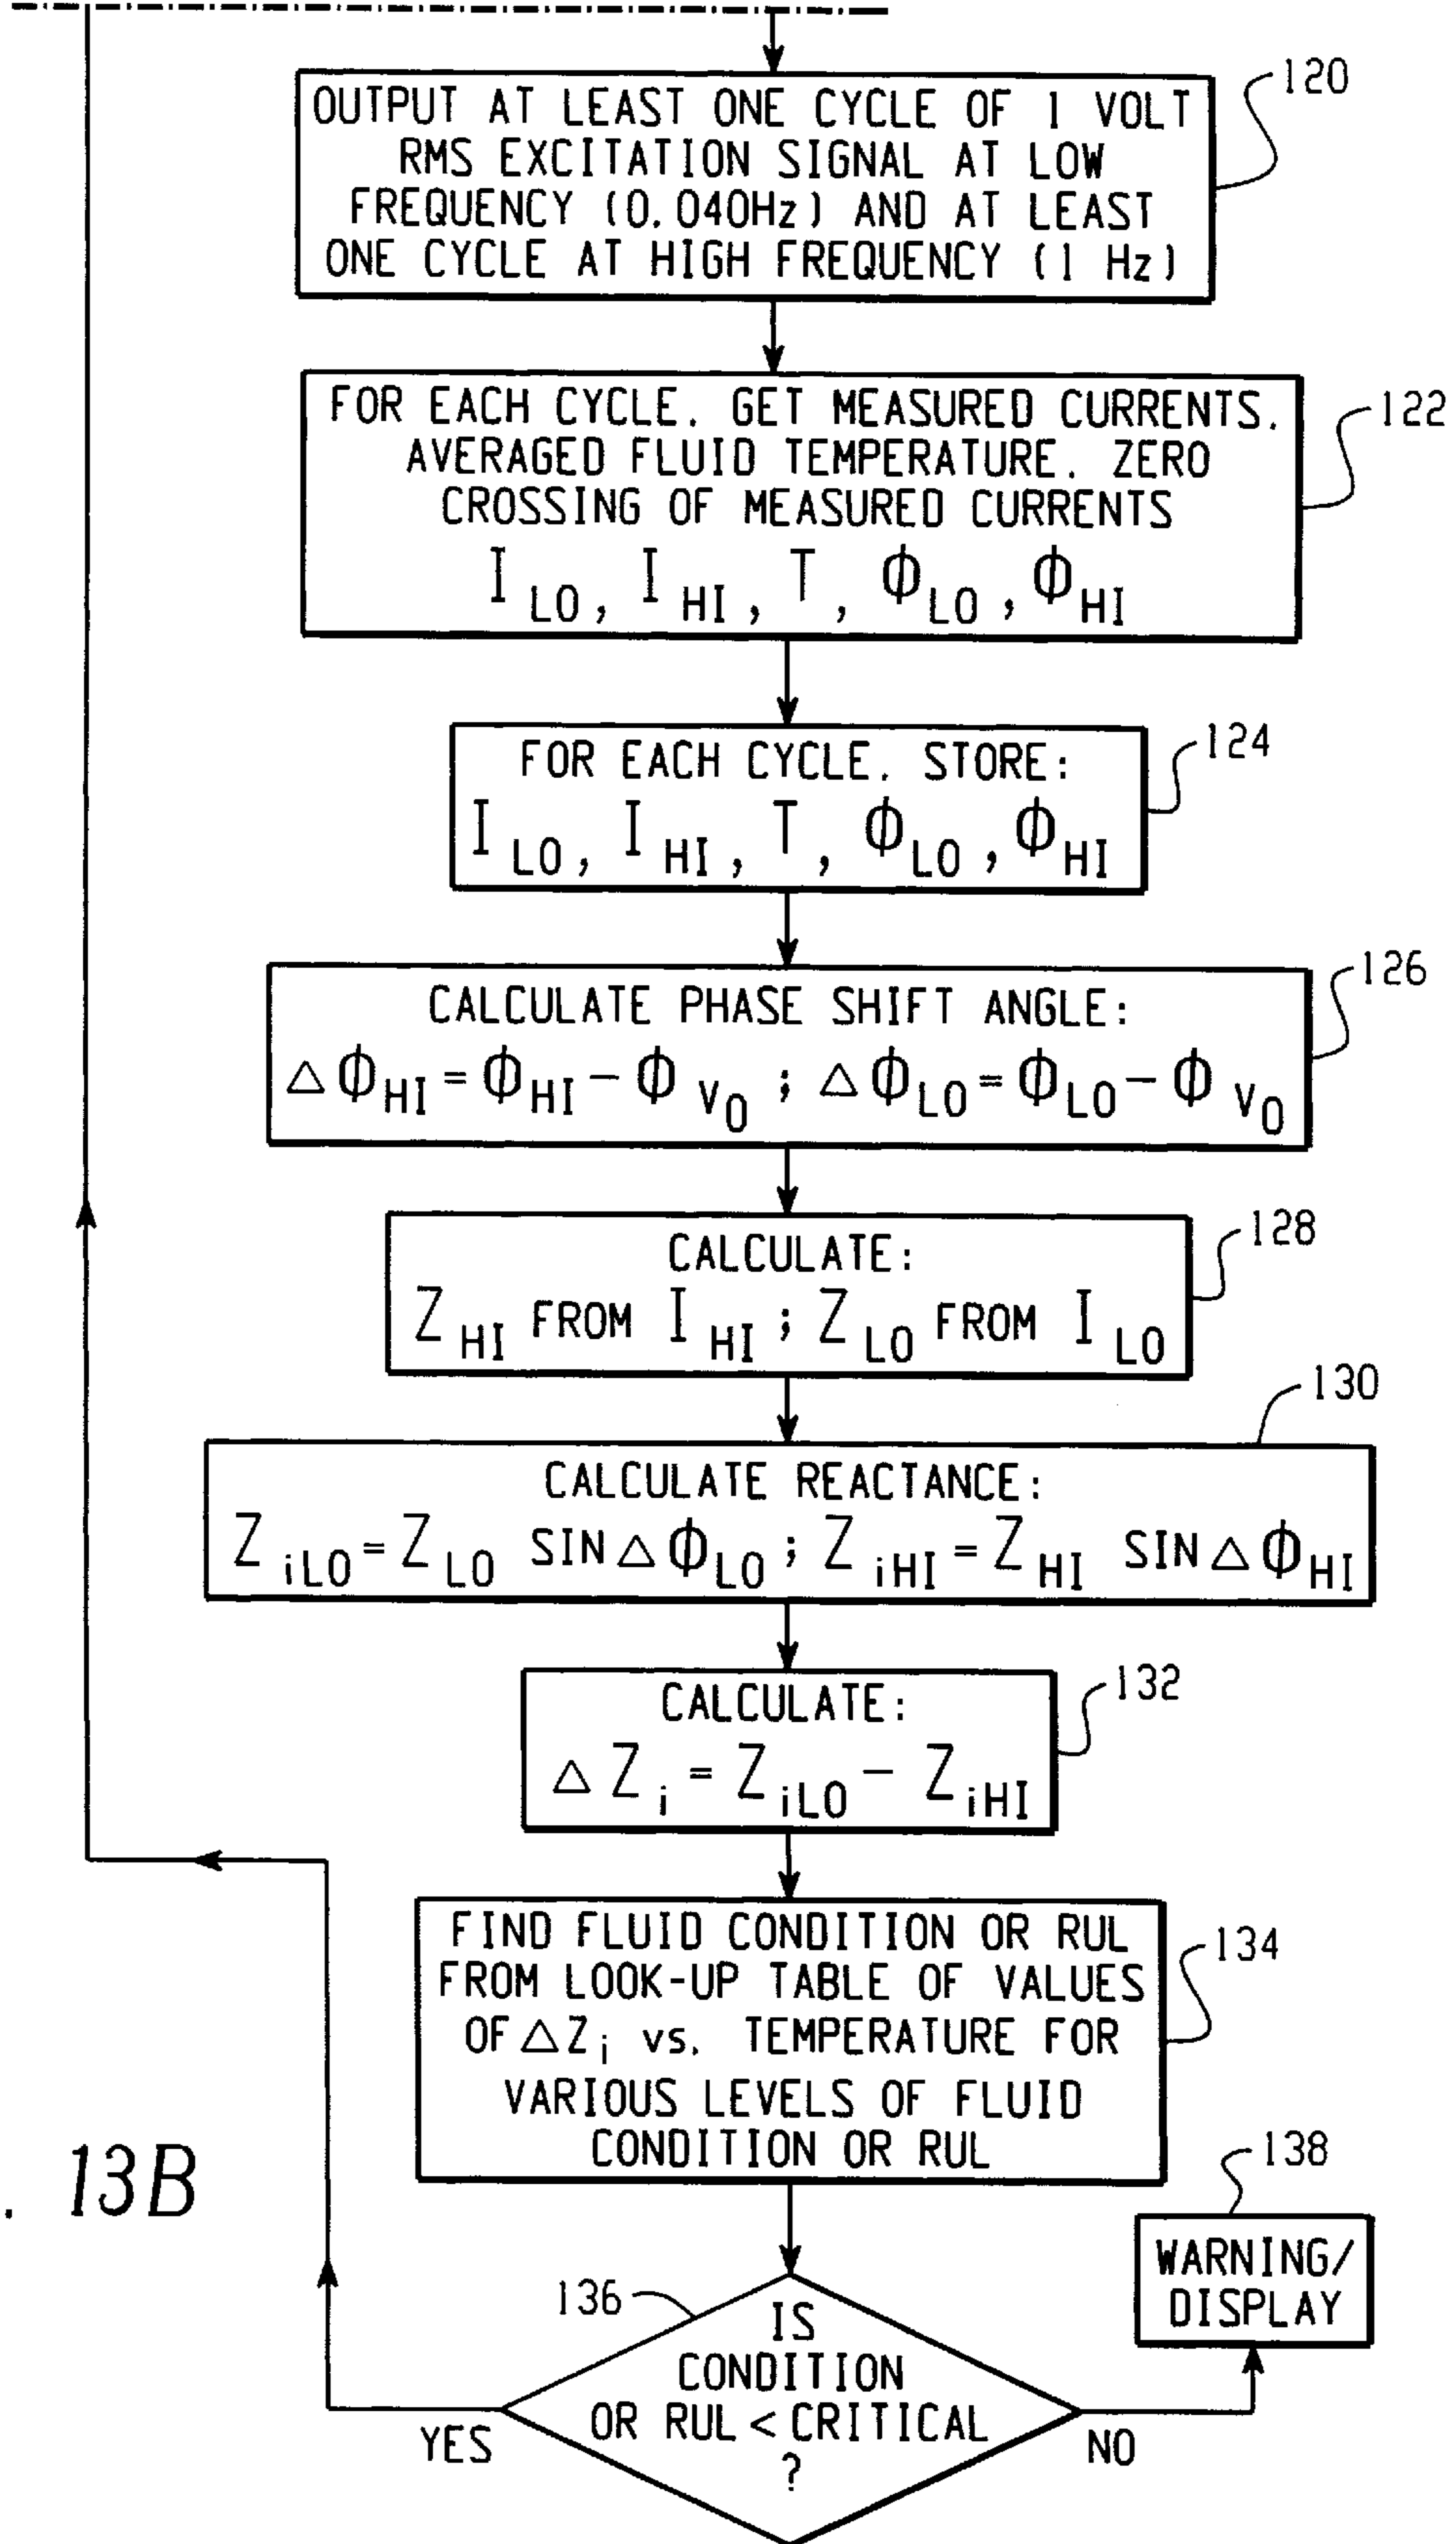 120
OUTPUT AT LEAST ONE CYCLE OF 1 VOLT
RMS EXCITATION SIGNAL AT LOW
FREQUENCY (0.040Hz) AND AT LEAST
ONE CYCLE AT HIGH FREQUENCY (1 Hz)
122
FOR EACH CYCLE. GET MEASURED CURRENTS.
AVERAGED FLUID TEMPERATURE. ZERO
CROSSING OF MEASURED CURRENTS
I LO, I HI, T, Φ LO, Φ HI
124
FOR EACH CYCLE. STORE:
I LO, I HI, T, Φ LO, Φ HI
126
CALCULATE PHASE SHIFT ANGLE:
△Φ HI = Φ HI − Φ V0 ; △Φ LO = Φ LO − Φ V0
128
CALCULATE:
Z HI FROM I HI ; Z LO FROM I LO
130
CALCULATE REACTANCE:
Z iLO = Z LO SIN △Φ LO ; Z iHI = Z HI SIN △Φ HI
132
CALCULATE:
△ Z i = Z iLO − Z iHI
134
FIND FLUID CONDITION OR RUL
FROM LOOK-UP TABLE OF VALUES
OF △Z i vs. TEMPERATURE FOR
VARIOUS LEVELS OF FLUID
CONDITION OR RUL
. 13B
138
WARNING/
DISPLAY
136
IS
CONDITION
OR RUL < CRITICAL
?
YES
NO